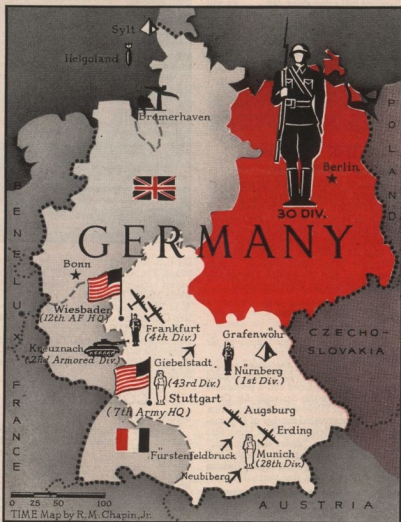 Sylt
Helgoland
Bremerhaven
POLAND
Berlin
30 DIV.
BENELUX
GERMANY
Bonn
Wiesbaden
(12th AF HQ)
Frankfurt
(4th Div.)
Grafenwöhr
CZECHO-
SLOVAKIA
Kreuznach
(2nd Armored Div.)
Giebelstadt
Nürnberg
(1st Div.)
FRANCE
(43rd Div.)
Stuttgart
(7th Army HQ)
Augsburg
Erding
Fürstenfeldbruck
Munich
(28th Div.)
Neubiberg
0 25 50 100
AUSTRIA
TIME Map by R.M. Chapin, Jr.